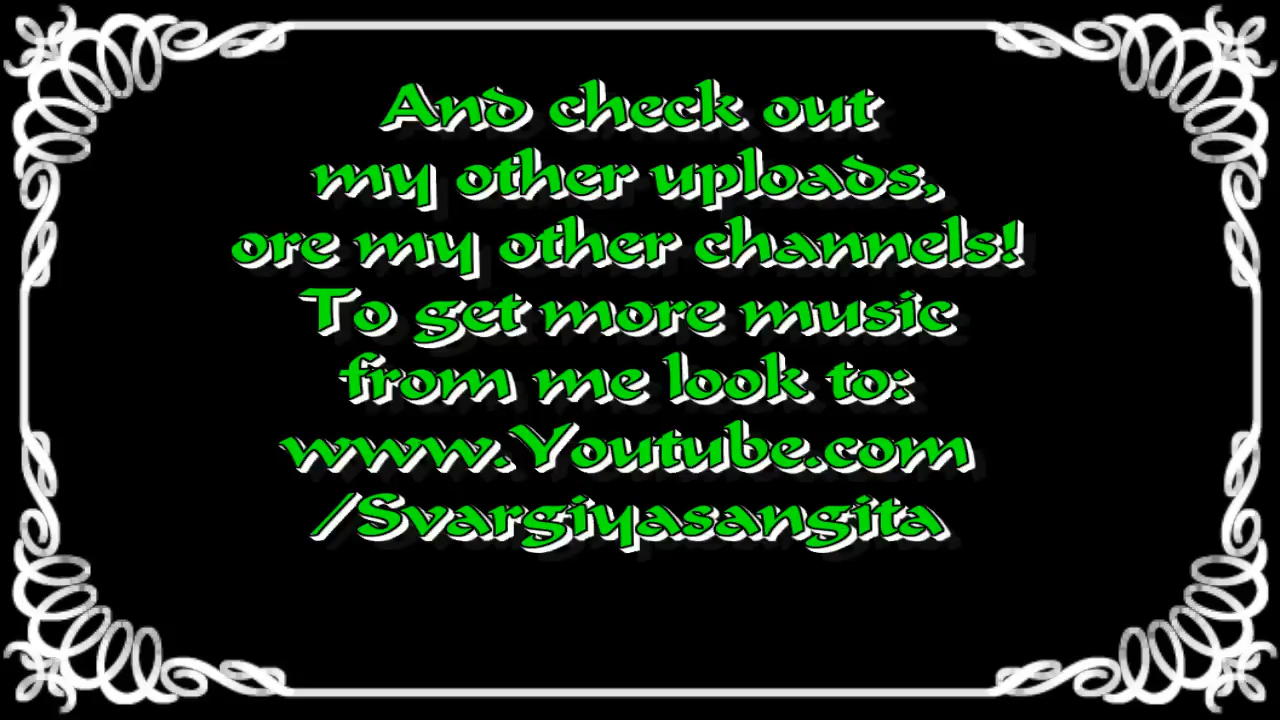 And check out
my other uploads,
ore my other channels!
To get more music
from me look to:
www.Youtube.com
/Svargiyasangita